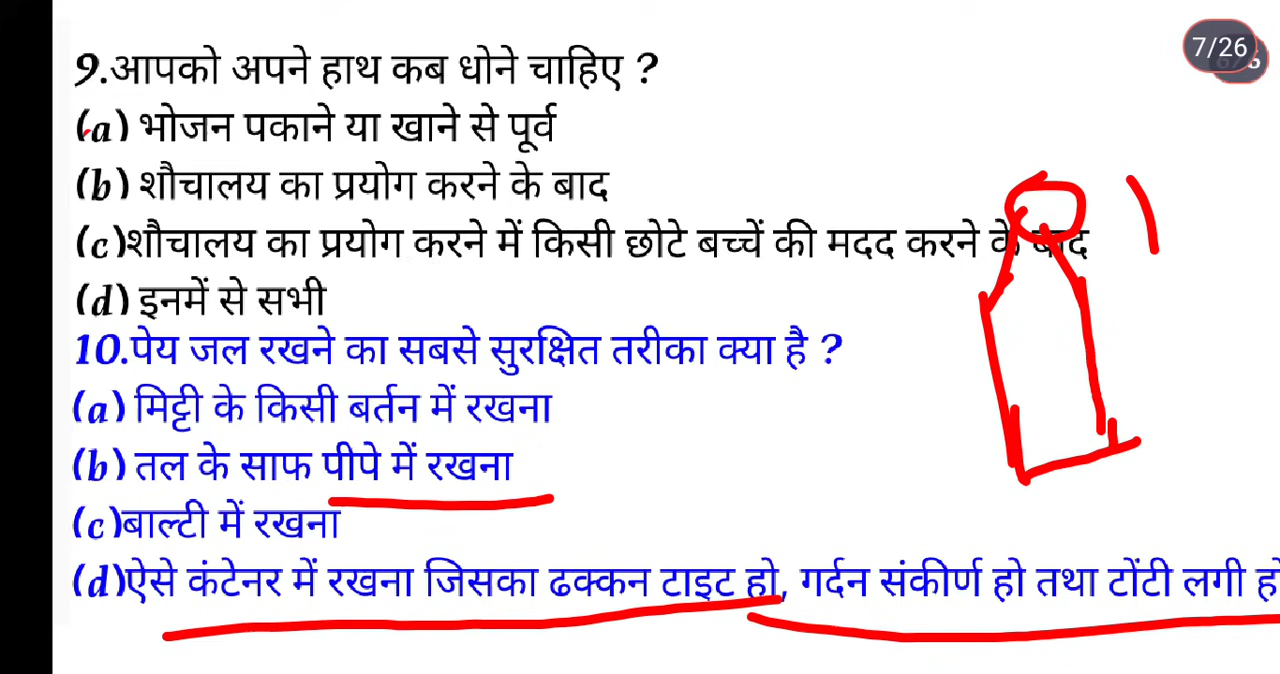 7/26
9.आपको अपने हाथ कब धोने चाहिए ?
(a) भोजन पकाने या खाने से पूर्व
(b) शौचालय का प्रयोग करने के बाद
(c)शौचालय का प्रयोग करने में किसी छोटे बच्चें की मदद करने के बाद
(d) इनमें से सभी
10.पेय जल रखने का सबसे सुरक्षित तरीका क्या है ?
(a) मिट्टी के किसी बर्तन में रखना
(b) तल के साफ पीपे में रखना
(c)बाल्टी में रखना
(d)ऐसे कंटेनर में रखना जिसका ढक्कन टाइट हो, गर्दन संकीर्ण हो तथा टोंटी लगी हो